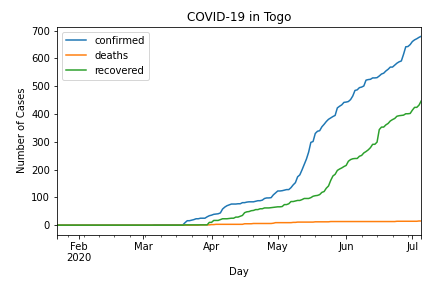 COVID-19 in Togo
confirmed
deaths
recovered
Number of Cases
700
600
500
400
300
200
100
0
Feb Mar Apr May Jun Jul
2020
Day